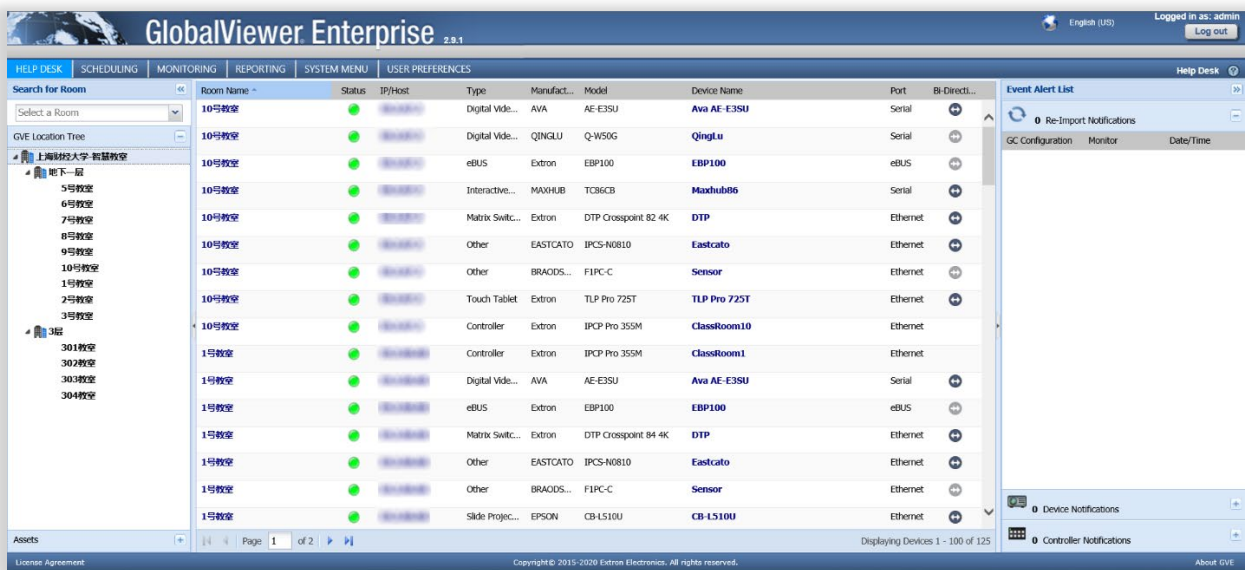 GlobalViewer Enterprise 2.9.1
English (US)
Logged in as: admin
Log out
HELP DESK SCHEDULING MONITORING REPORTING SYSTEM MENU USER PREFERENCES
Help Desk
Search for Room
Select a Room
GVE Location Tree
上海财经大学-智慧教室
地下一层
5号教室
6号教室
7号教室
8号教室
9号教室
10号教室
1号教室
2号教室
3号教室
3层
301教室
302教室
303教室
304教室
Assets
Room Name Status IP/Host Type Manufact... Model Device Name Port Bi-Directi...
10号教室 Digital Vide... AVA AE-E3SU Ava AE-E3SU Serial
10号教室 Digital Vide... QINGLU Q-W50G QingLu Serial
10号教室 eBUS Extron EBP100 EBP100 eBUS
10号教室 Interactive... MAXHUB TC86CB Maxhub86 Serial
10号教室 Matrix Switc... Extron DTP Crosspoint 82 4K DTP Ethernet
10号教室 Other EASTCATO IPCS-N0810 Eastcato Ethernet
10号教室 Other BRAODS... F1PC-C Sensor Ethernet
10号教室 Touch Tablet Extron TLP Pro 725T TLP Pro 725T Ethernet
10号教室 Controller Extron IPCP Pro 355M ClassRoom10 Ethernet
1号教室 Controller Extron IPCP Pro 355M ClassRoom1 Ethernet
1号教室 Digital Vide... AVA AE-E3SU Ava AE-E3SU Serial
1号教室 eBUS Extron EBP100 EBP100 eBUS
1号教室 Matrix Switc... Extron DTP Crosspoint 84 4K DTP Ethernet
1号教室 Other EASTCATO IPCS-N0810 Eastcato Ethernet
1号教室 Other BRAODS... F1PC-C Sensor Ethernet
1号教室 Slide Projec... EPSON CB-L510U CB-L510U Ethernet
Page 1 of 2
Displaying Devices 1 - 100 of 125
Event Alert List
0 Re-Import Notifications
GC Configuration Monitor Date/Time
0 Device Notifications
0 Controller Notifications
License Agreement
Copyright© 2015-2020 Extron Electronics. All rights reserved.
About GVE